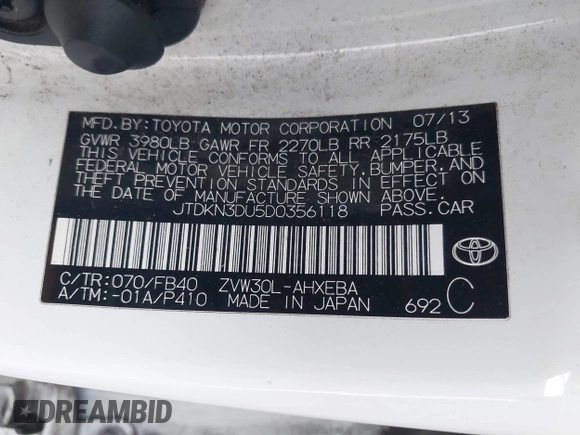 MFD.BY:TOYOTA MOTOR CORPORATION 07/13
GVWR 3980LB GAWR FR 2270LB RR 2175LB
THIS VEHICLE CONFORMS TO ALL APPLICABLE
FEDERAL MOTOR VEHICLE SAFETY,BUMPER,AND
THEFT PREVENTION STANDARDS IN EFFECT ON
THE DATE OF MANUFACTURE SHOWN ABOVE.
JTDKN3DU5D0356118 PASS.CAR
C/TR:070/FB40 ZVW30L-AHXEBA
A/TM:-01A/P410 MADE IN JAPAN 692 C
TOYOTA
DREAMBID